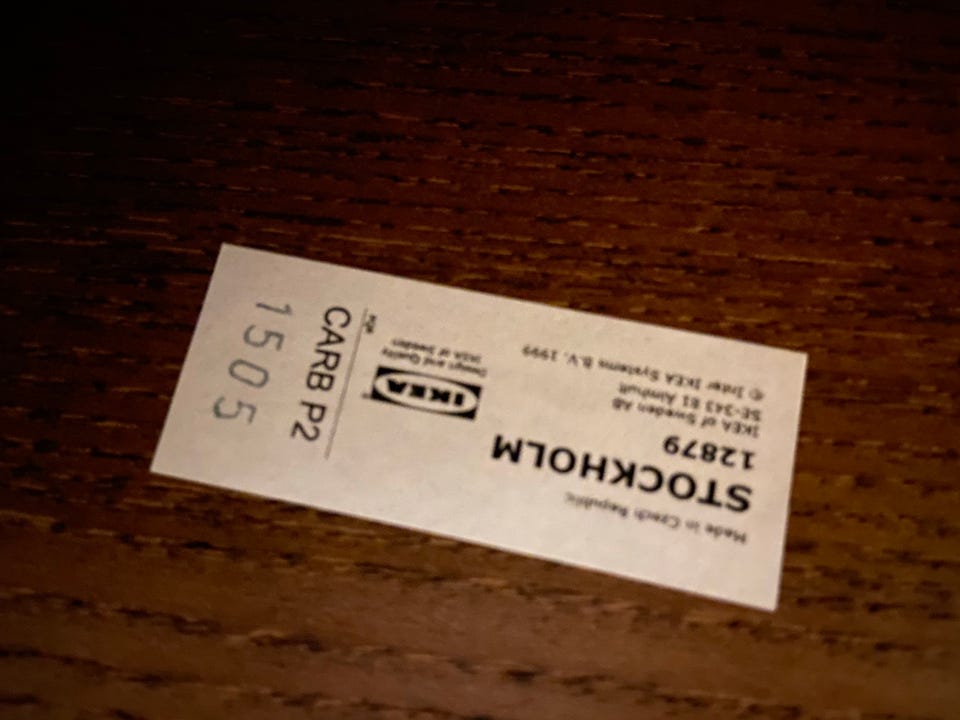 Made in Czech Republic
STOCKHOLM
12879
IKEA of Sweden AB
SE-343 81 Älmhult
© Inter IKEA Systems B.V. 1999
IKEA
Design and Quality
IKEA of Sweden
CARB P2
1505